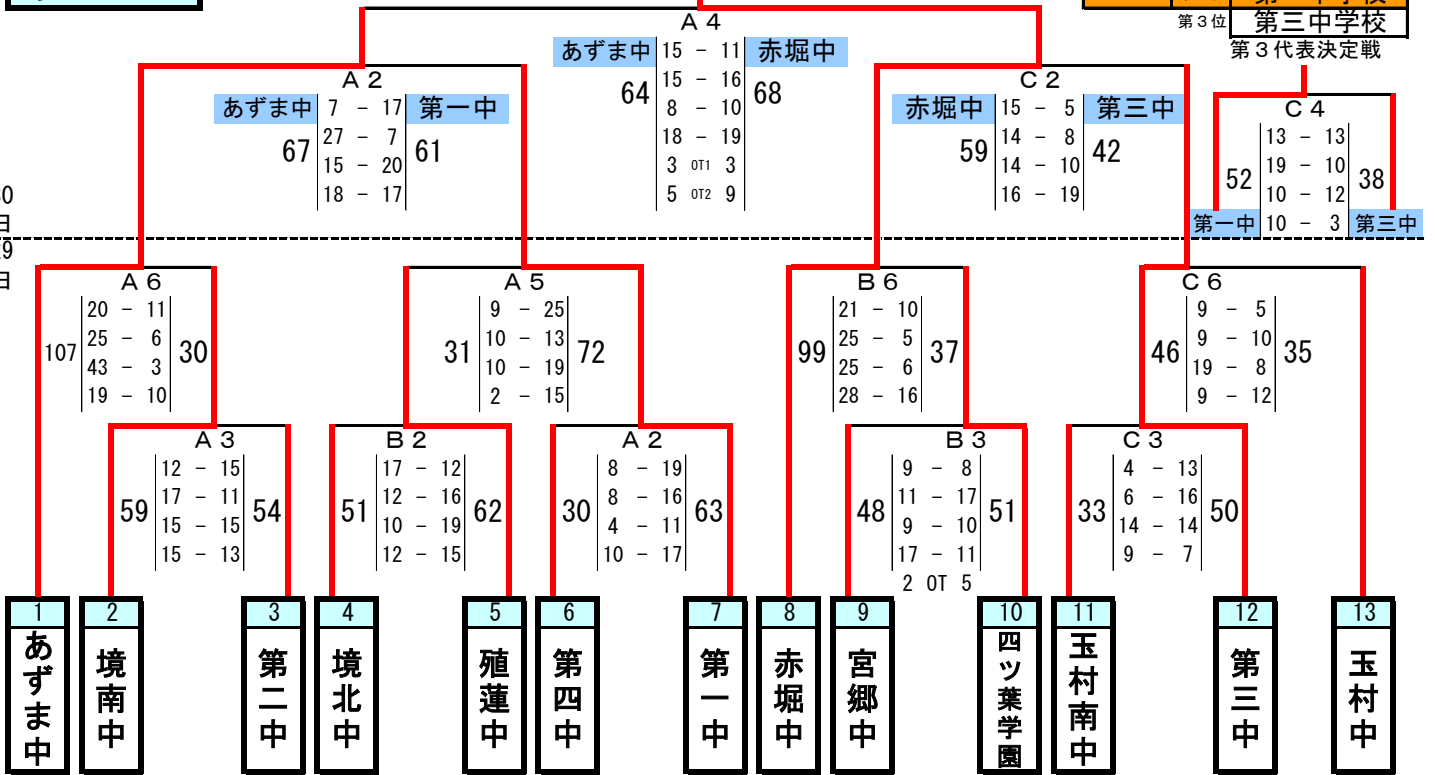 第一中学校
第３位 第三中学校
第３代表決定戦
Ａ４
あずま中 赤堀中
64 68
15 － 11
15 － 16
8 － 10
18 － 19
3 OT1 3
5 OT2 9
Ａ２
あずま中 第一中
67 61
7 － 17
27 － 7
15 － 20
18 － 17
Ｃ２
赤堀中 第三中
59 42
15 － 5
14 － 8
14 － 10
16 － 19
Ｃ４
52 38
13 － 13
19 － 10
10 － 12
10 － 3
第一中 第三中
日
日
Ａ６
107 30
20 － 11
25 － 6
43 － 3
19 － 10
Ａ５
31 72
9 － 25
10 － 13
10 － 19
2 － 15
Ｂ６
99 37
21 － 10
25 － 5
25 － 6
28 － 16
Ｃ６
46 35
9 － 5
9 － 10
19 － 8
9 － 12
Ａ３
59 54
12 － 15
17 － 11
15 － 15
15 － 13
Ｂ２
51 62
17 － 12
12 － 16
10 － 19
12 － 15
Ａ２
30 63
8 － 19
8 － 16
4 － 11
10 － 17
Ｂ３
48 51
9 － 8
11 － 17
9 － 10
17 － 11
2 OT 5
Ｃ３
33 50
4 － 13
6 － 16
14 － 14
9 － 7
1 あずま中
2 境南中
3 第二中
4 境北中
5 殖蓮中
6 第四中
7 第一中
8 赤堀中
9 宮郷中
10 四ツ葉学園
11 玉村南中
12 第三中
13 玉村中